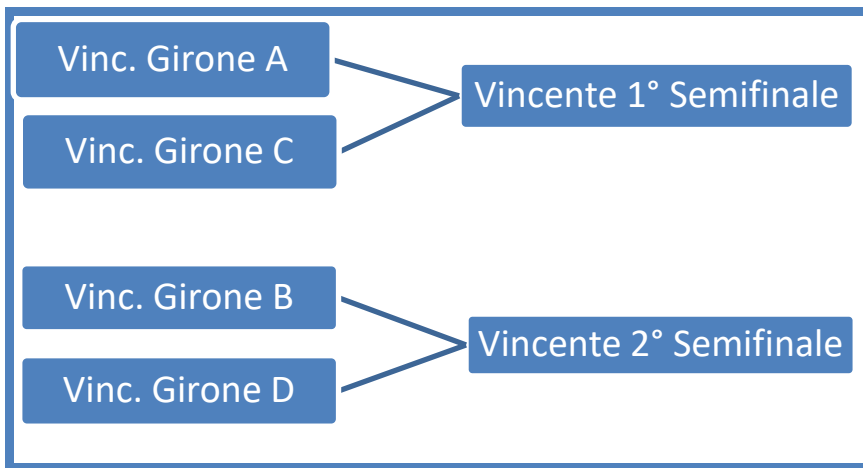 Vinc. Girone A
Vincente 1° Semifinale
Vinc. Girone C
Vinc. Girone B
Vincente 2° Semifinale
Vinc. Girone D